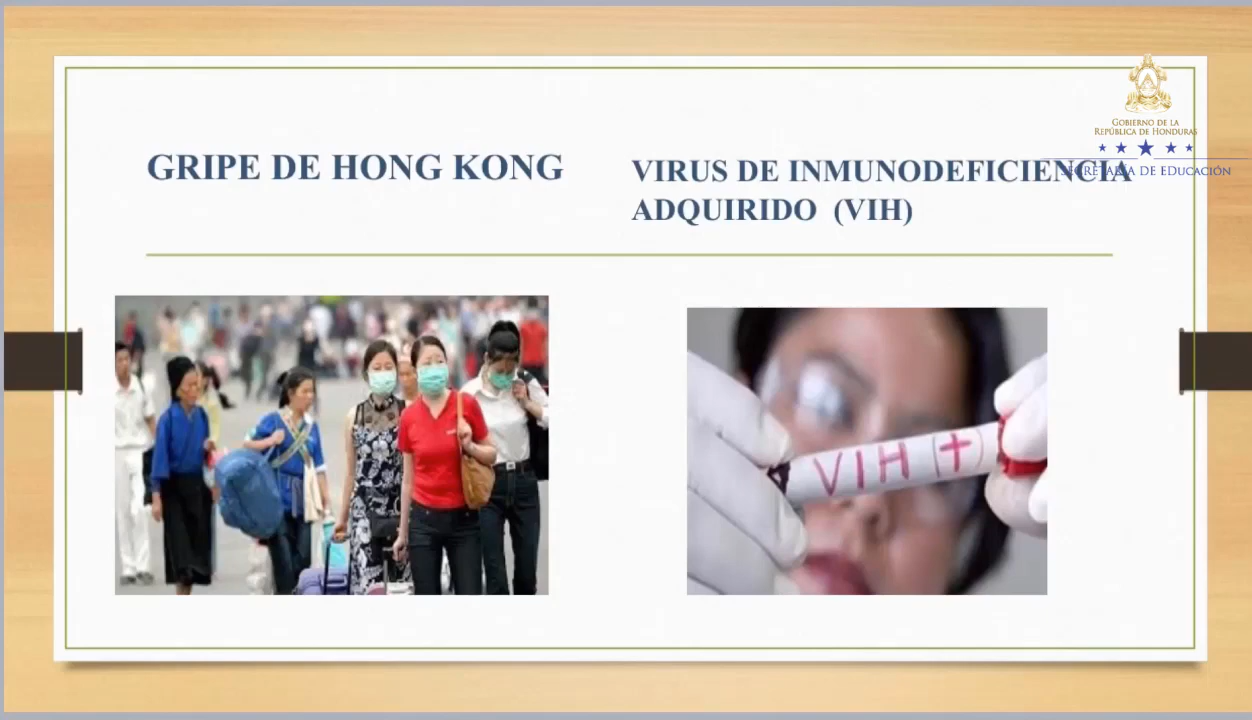 GRIPE DE HONG KONG
VIRUS DE INMUNODEFICIENCIA
ADQUIRIDO (VIH)
GOBIERNO DE LA
REPÚBLICA DE HONDURAS
SECRETARÍA DE EDUCACIÓN
VIH (+)